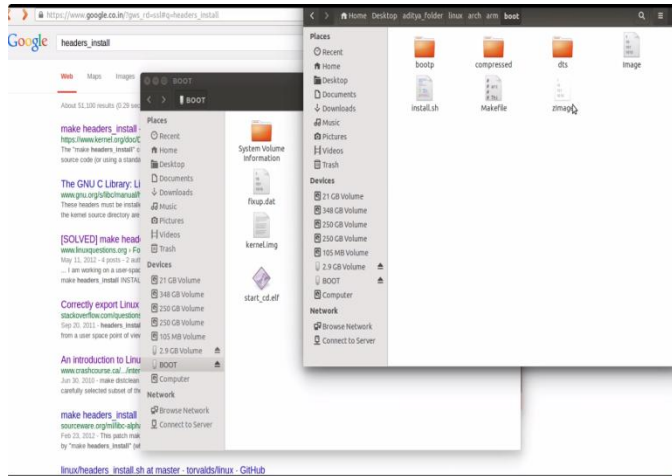 https://www.google.co.in/?gws_rd=ssl#q=headers_install
Google
headers_install
Web Maps Images
About 51,100 results (0.29 sec
make headers_install
https://www.kernel.org/doc/
The "make headers_install" c
source code (or using a standa
The GNU C Library: Li
www.gnu.org/s/libc/manual/
These headers must be install
the kernel source directory are
[SOLVED] make head
www.linuxquestions.org › Fo
May 11, 2012 - 4 posts - 2 aut
... I am working on a user-spac
make headers_install INSTAL
Correctly export Linux
stackoverflow.com/questions
Sep 20, 2011 - headers_instal
from a user space point of view
An introduction to Linu
www.crashcourse.ca/.../inter
Jun 30, 2010 - make distclean
carefully selected subset of the
make headers_install
sourceware.org/ml/libc-alpha
Feb 23, 2012 - This patch mak
by "make headers_install" (wh
linux/headers_install.sh at master · torvalds/linux · GitHub
BOOT
BOOT
Places
Recent
Home
Desktop
Documents
Downloads
Music
Pictures
Videos
Trash
Devices
21 GB Volume
348 GB Volume
250 GB Volume
250 GB Volume
105 MB Volume
2.9 GB Volume
BOOT
Computer
Network
Browse Network
Connect to Server
System Volume
Information
fixup.dat
kernel.img
start_cd.elf
Home Desktop aditya_folder linux arch arm boot
Places
Recent
Home
Desktop
Documents
Downloads
Music
Pictures
Videos
Trash
Devices
21 GB Volume
348 GB Volume
250 GB Volume
250 GB Volume
105 MB Volume
2.9 GB Volume
BOOT
Computer
Network
Browse Network
Connect to Server
bootp compressed dts Image
install.sh Makefile zImage